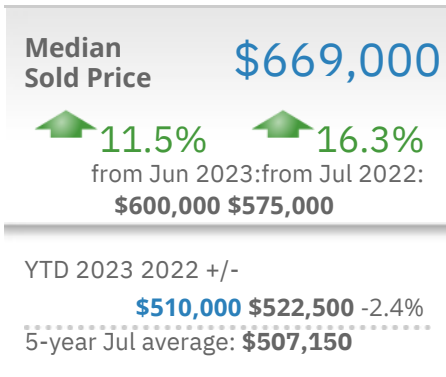 Median
Sold Price
$669,000
11.5% 16.3%
from Jun 2023:from Jul 2022:
$600,000 $575,000
YTD 2023 2022 +/-
$510,000 $522,500 -2.4%
5-year Jul average: $507,150